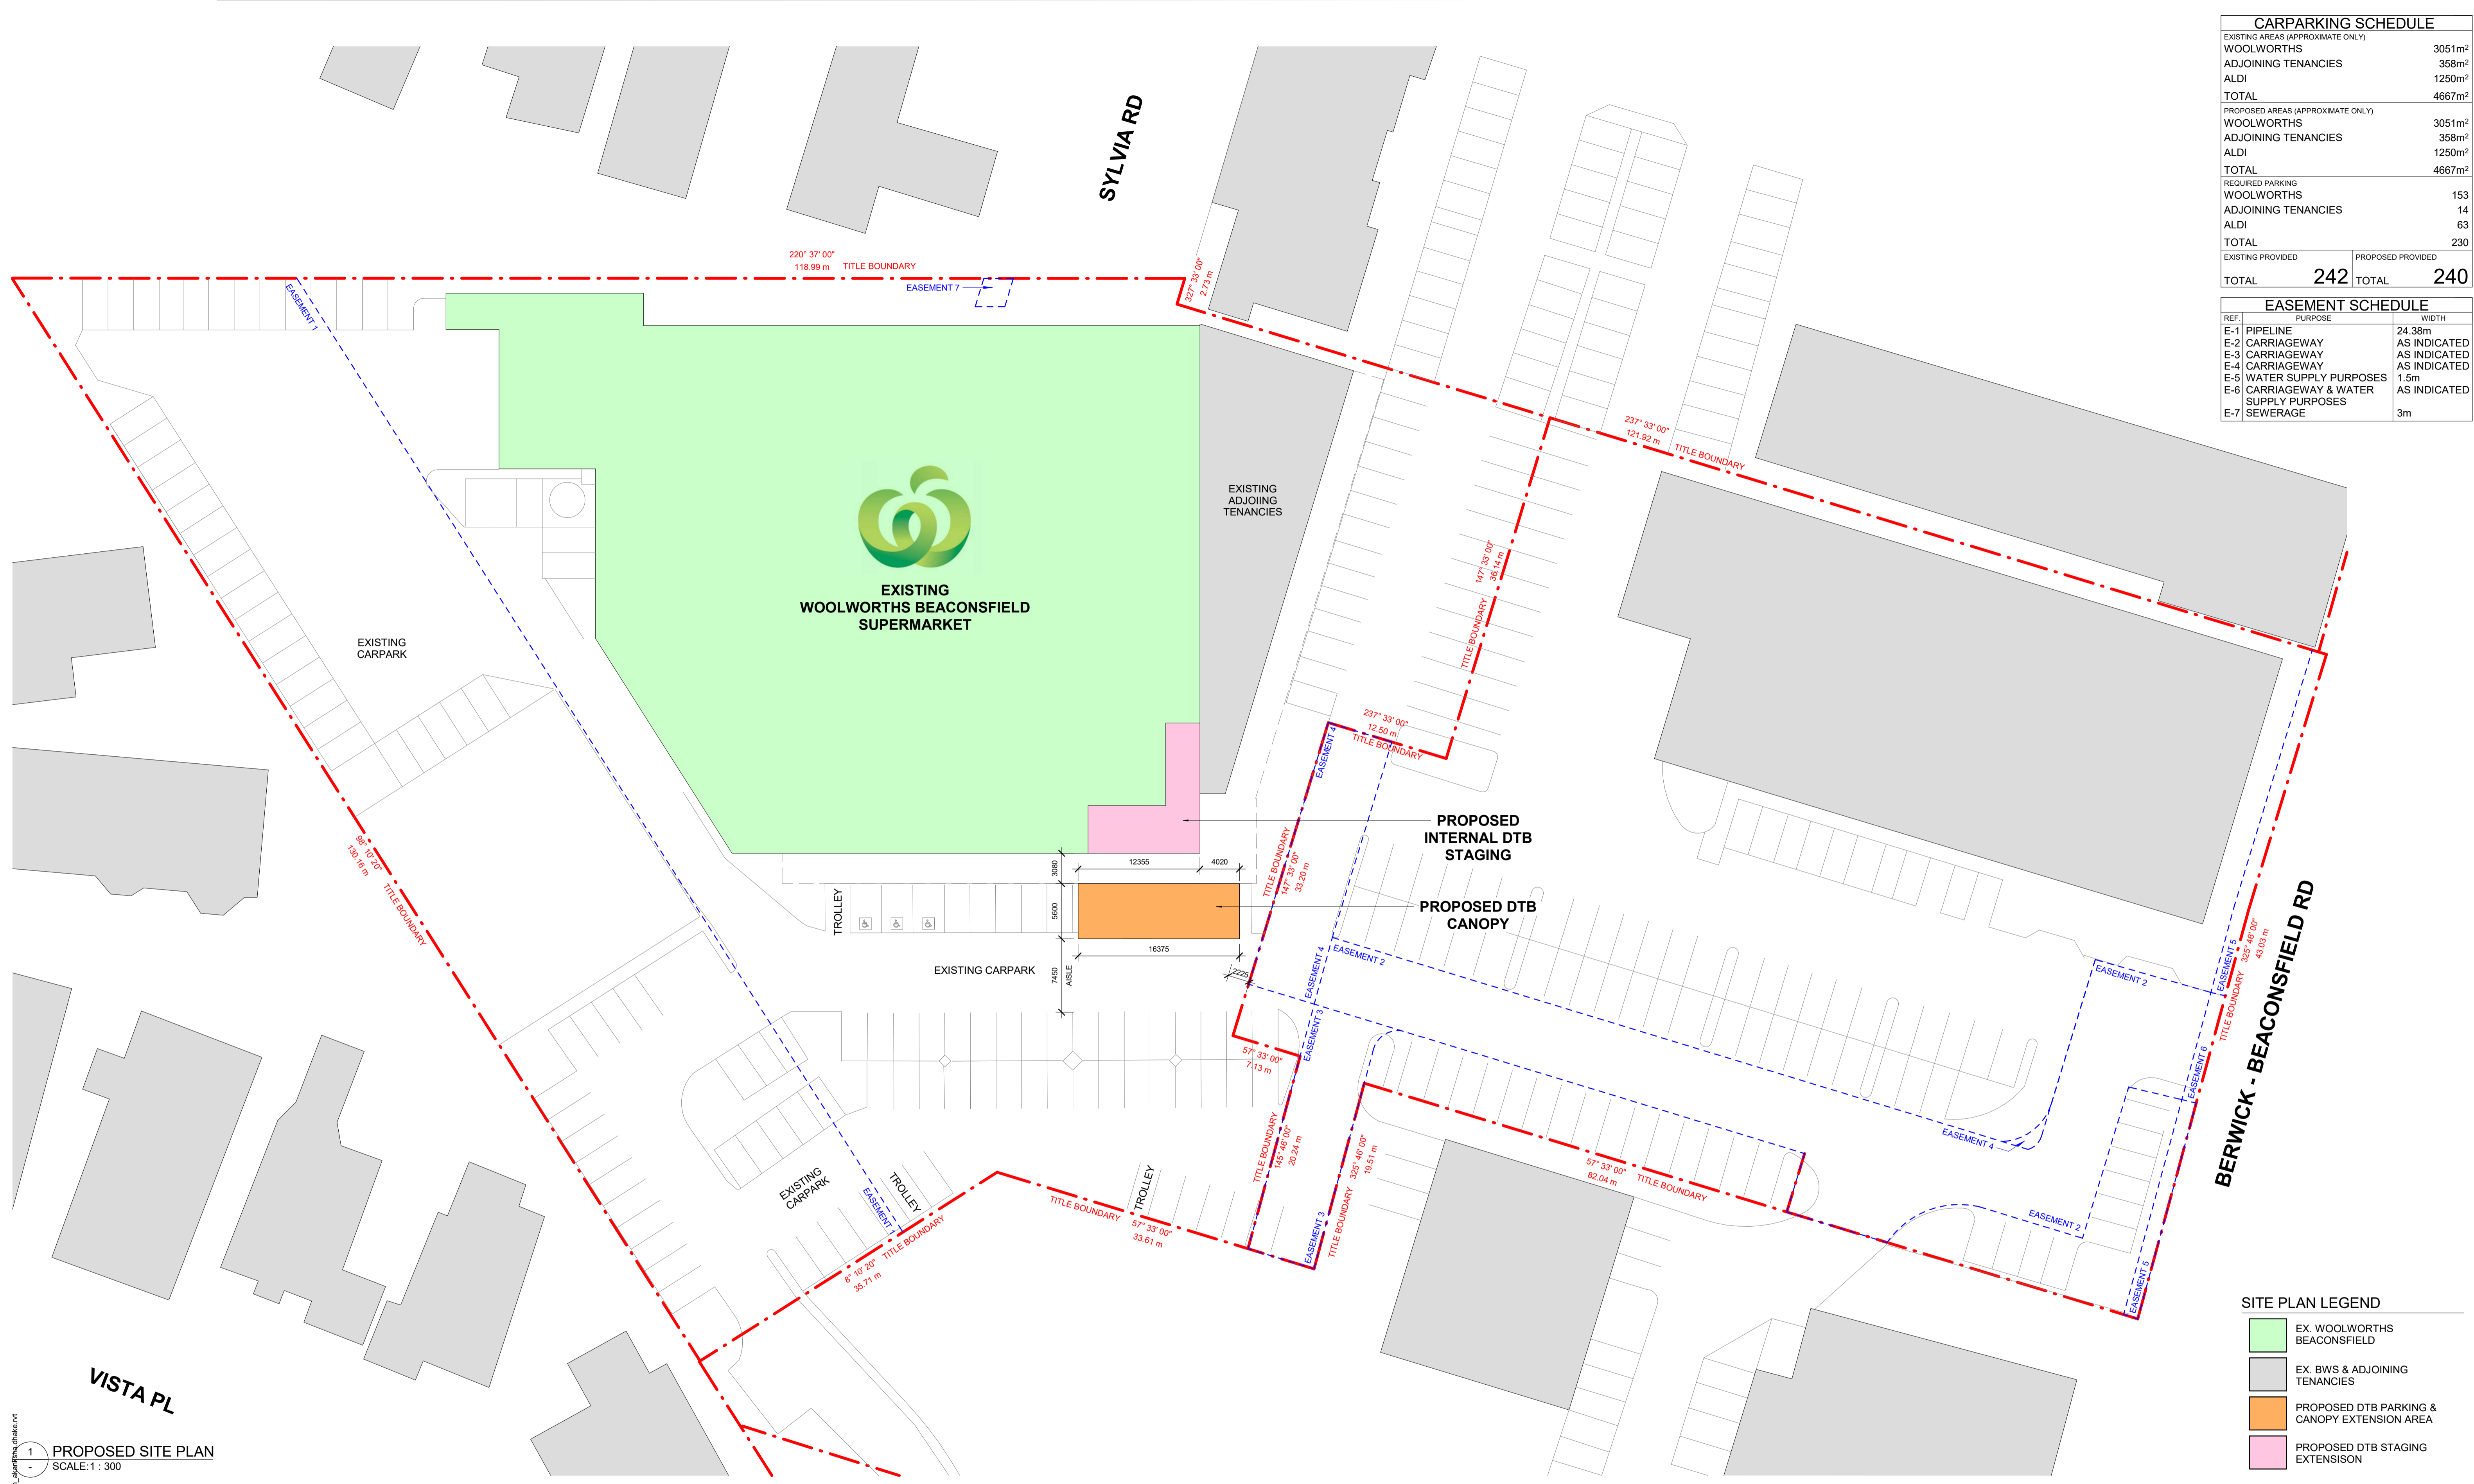 SYLVIA RD
220° 37' 00"
118.99 m TITLE BOUNDARY
EASEMENT 7
EASEMENT 1
327° 33' 00"
2.73 m
237° 33' 00"
121.92 m TITLE BOUNDARY
EXISTING
ADJOIING
TENANCIES
EXISTING
WOOLWORTHS BEACONSFIELD
SUPERMARKET
EXISTING
CARPARK
147° 33' 00"
36.14 m
TITLE BOUNDARY
237° 33' 00"
12.50 m
TITLE BOUNDARY
EASEMENT 4
PROPOSED
INTERNAL DTB
STAGING
98° 10' 20"
130.16 m TITLE BOUNDARY
TITLE BOUNDARY
147° 33' 00"
33.20 m
3080
12355
4020
TROLLEY
5600
PROPOSED DTB
CANOPY
16375
EXISTING CARPARK
7450
AISLE
2225
EASEMENT 4
EASEMENT 2
EASEMENT 3
57° 33' 00"
7.13 m
EASEMENT 2
EASEMENT 5
TITLE BOUNDARY 325° 46' 00"
43.03 m
BERWICK - BEACONSFIELD RD
EASEMENT 6
EASEMENT 4
TITLE BOUNDARY
145° 46' 00"
20.24 m
TITLE BOUNDARY 325° 46' 00"
19.51 m
EASEMENT 3
57° 33' 00"
82.04 m TITLE BOUNDARY
EASEMENT 2
EASEMENT 5
EXISTING
CARPARK
EASEMENT
TROLLEY
8° 10' 20" TITLE BOUNDARY
35.71 m
TROLLEY
TITLE BOUNDARY 57° 33' 00"
33.61 m
VISTA PL
1
-
PROPOSED SITE PLAN
SCALE: 1 : 300
CARPARKING SCHEDULE
EXISTING AREAS (APPROXIMATE ONLY)
WOOLWORTHS 3051m²
ADJOINING TENANCIES 358m²
ALDI 1250m²
TOTAL 4667m²
PROPOSED AREAS (APPROXIMATE ONLY)
WOOLWORTHS 3051m²
ADJOINING TENANCIES 358m²
ALDI 1250m²
TOTAL 4667m²
REQUIRED PARKING
WOOLWORTHS 153
ADJOINING TENANCIES 14
ALDI 63
TOTAL 230
EXISTING PROVIDED PROPOSED PROVIDED
TOTAL 242 TOTAL 240
EASEMENT SCHEDULE
REF. PURPOSE WIDTH
E-1 PIPELINE 24.38m
E-2 CARRIAGEWAY AS INDICATED
E-3 CARRIAGEWAY AS INDICATED
E-4 CARRIAGEWAY AS INDICATED
E-5 WATER SUPPLY PURPOSES 1.5m
E-6 CARRIAGEWAY & WATER AS INDICATED
SUPPLY PURPOSES
E-7 SEWERAGE 3m
SITE PLAN LEGEND
EX. WOOLWORTHS
BEACONSFIELD
EX. BWS & ADJOINING
TENANCIES
PROPOSED DTB PARKING &
CANOPY EXTENSION AREA
PROPOSED DTB STAGING
EXTENSISON